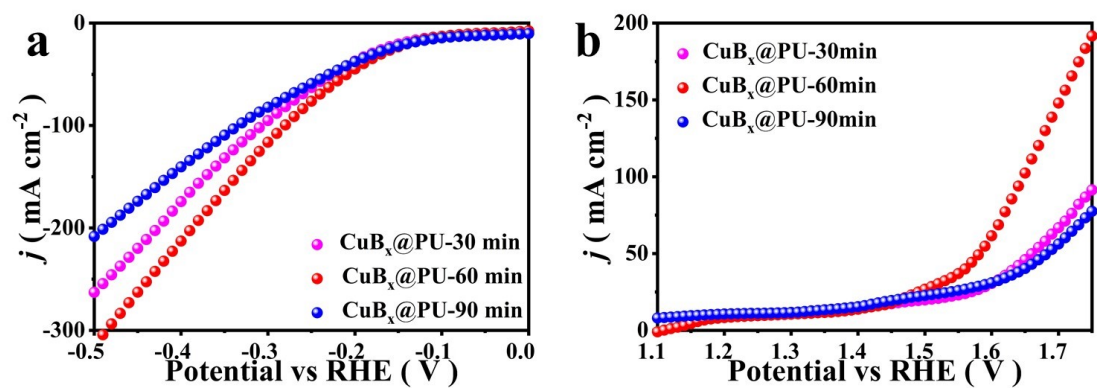 a
0
-100
-200
-300
j ( mA cm-2 )
CuBx@PU-30 min
CuBx@PU-60 min
CuBx@PU-90 min
-0.5 -0.4 -0.3 -0.2 -0.1 0.0
Potential vs RHE ( V )
b
200
150
100
50
0
j ( mA cm-2 )
CuBx@PU-30min
CuBx@PU-60min
CuBx@PU-90min
1.1 1.2 1.3 1.4 1.5 1.6 1.7
Potential vs RHE ( V )